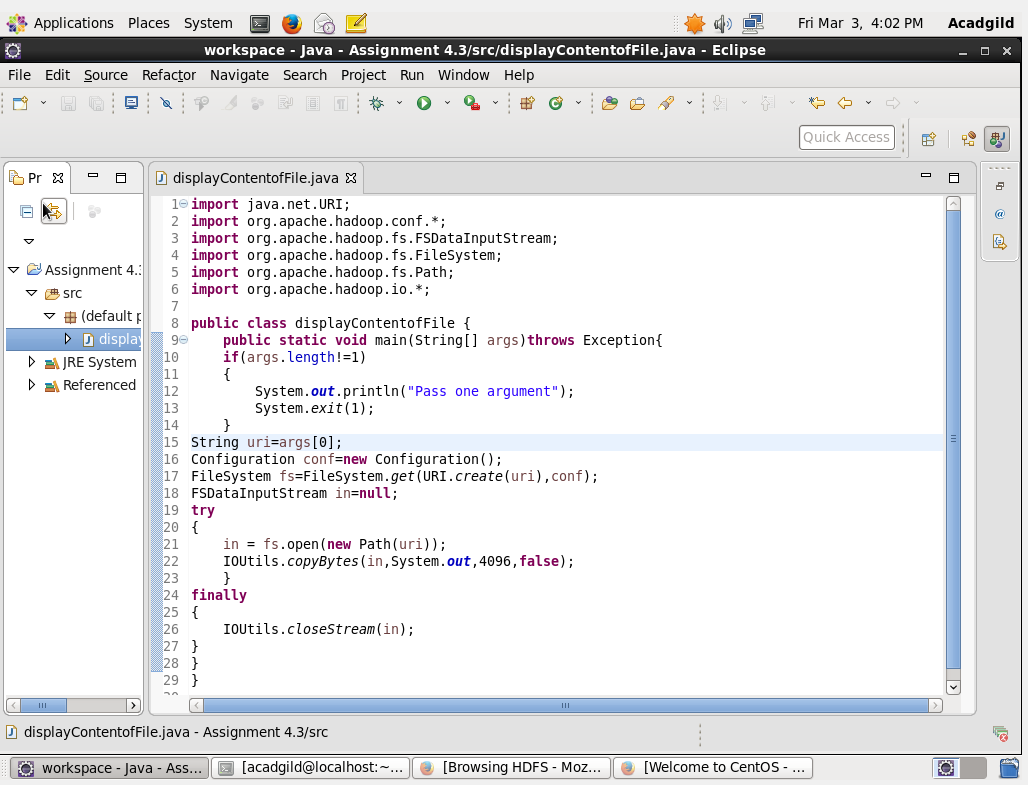 Applications Places System Fri Mar 3, 4:02 PM Acadgild
workspace - Java - Assignment 4.3/src/displayContentofFile.java - Eclipse
File Edit Source Refactor Navigate Search Project Run Window Help
Quick Access
Pr
displayContentofFile.java
Assignment 4.3
src
(default p
display
JRE System
Referenced
1 import java.net.URI;
2 import org.apache.hadoop.conf.*;
3 import org.apache.hadoop.fs.FSDataInputStream;
4 import org.apache.hadoop.fs.FileSystem;
5 import org.apache.hadoop.fs.Path;
6 import org.apache.hadoop.io.*;
7
8 public class displayContentofFile {
9     public static void main(String[] args)throws Exception{
10     if(args.length!=1)
11     {
12         System.out.println("Pass one argument");
13         System.exit(1);
14     }
15 String uri=args[0];
16 Configuration conf=new Configuration();
17 FileSystem fs=FileSystem.get(URI.create(uri),conf);
18 FSDataInputStream in=null;
19 try
20 {
21     in = fs.open(new Path(uri));
22     IOUtils.copyBytes(in,System.out,4096,false);
23     }
24 finally
25 {
26     IOUtils.closeStream(in);
27 }
28 }
29 }
displayContentofFile.java - Assignment 4.3/src
workspace - Java - Ass... [acadgild@localhost:~... [Browsing HDFS - Moz... [Welcome to CentOS - ...